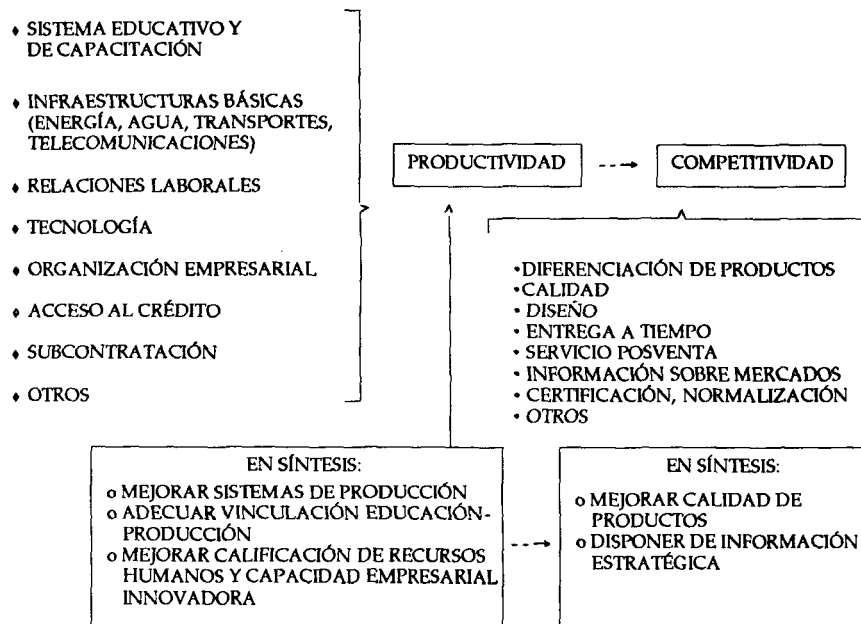 ♦ SISTEMA EDUCATIVO Y
DE CAPACITACIÓN
♦ INFRAESTRUCTURAS BÁSICAS
(ENERGÍA, AGUA, TRANSPORTES,
TELECOMUNICACIONES)
♦ RELACIONES LABORALES
♦ TECNOLOGÍA
♦ ORGANIZACIÓN EMPRESARIAL
♦ ACCESO AL CRÉDITO
♦ SUBCONTRATACIÓN
♦ OTROS
PRODUCTIVIDAD
COMPETITIVIDAD
•DIFERENCIACIÓN DE PRODUCTOS
•CALIDAD
• DISEÑO
• ENTREGA A TIEMPO
• SERVICIO POSVENTA
• INFORMACIÓN SOBRE MERCADOS
• CERTIFICACIÓN, NORMALIZACIÓN
• OTROS
EN SÍNTESIS:
o MEJORAR SISTEMAS DE PRODUCCIÓN
o ADECUAR VINCULACIÓN EDUCACIÓN-
PRODUCCIÓN
o MEJORAR CALIFICACIÓN DE RECURSOS
HUMANOS Y CAPACIDAD EMPRESARIAL
INNOVADORA
EN SÍNTESIS:
o MEJORAR CALIDAD DE
PRODUCTOS
o DISPONER DE INFORMACIÓN
ESTRATÉGICA